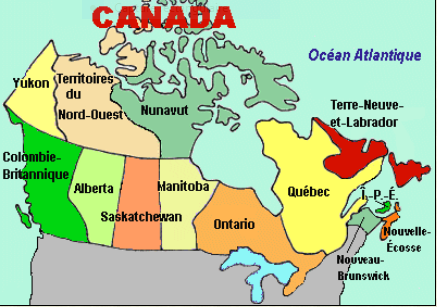 CANADA
Océan Atlantique
Yukon
Territoires
du
Nord-Ouest
Nunavut
Terre-Neuve-
et-Labrador
Colombie-
Britannique
Alberta
Saskatchewan
Manitoba
Ontario
Québec
Î.-P.-É.
Nouvelle-
Écosse
Nouveau-
Brunswick